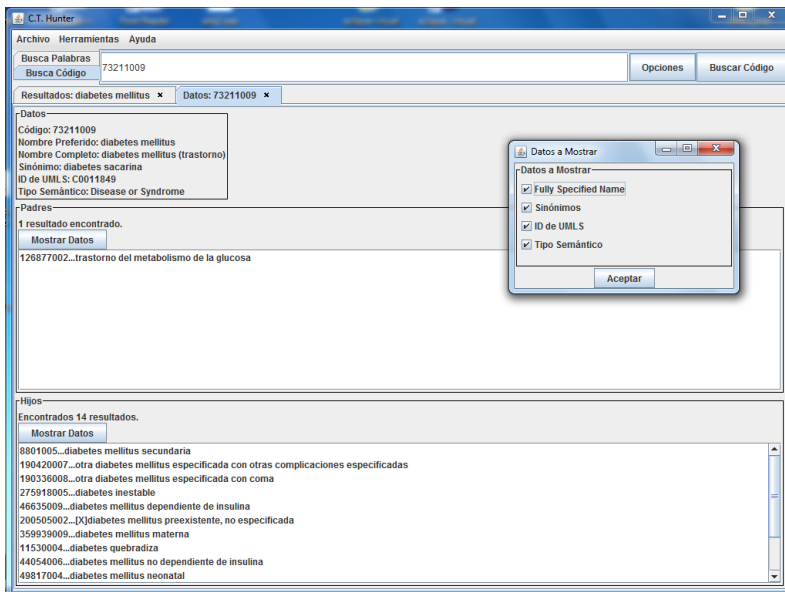 C.T. Hunter
Archivo Herramientas Ayuda
Busca Palabras
Busca Código
73211009
Opciones
Buscar Código
Resultados: diabetes mellitus ×
Datos: 73211009 ×
Datos
Código: 73211009
Nombre Preferido: diabetes mellitus
Nombre Completo: diabetes mellitus (trastorno)
Sinónimo: diabetes sacarina
ID de UMLS: C0011849
Tipo Semántico: Disease or Syndrome
Datos a Mostrar
Datos a Mostrar
Fully Specified Name
Sinónimos
ID de UMLS
Tipo Semántico
Aceptar
Padres
1 resultado encontrado.
Mostrar Datos
126877002...trastorno del metabolismo de la glucosa
Hijos
Encontrados 14 resultados.
Mostrar Datos
8801005...diabetes mellitus secundaria
190420007...otra diabetes mellitus especificada con otras complicaciones especificadas
190336008...otra diabetes mellitus especificada con coma
275918005...diabetes inestable
46635009...diabetes mellitus dependiente de insulina
200505002...[X]diabetes mellitus preexistente, no especificada
359939009...diabetes mellitus materna
11530004...diabetes quebradiza
44054006...diabetes mellitus no dependiente de insulina
49817004...diabetes mellitus neonatal